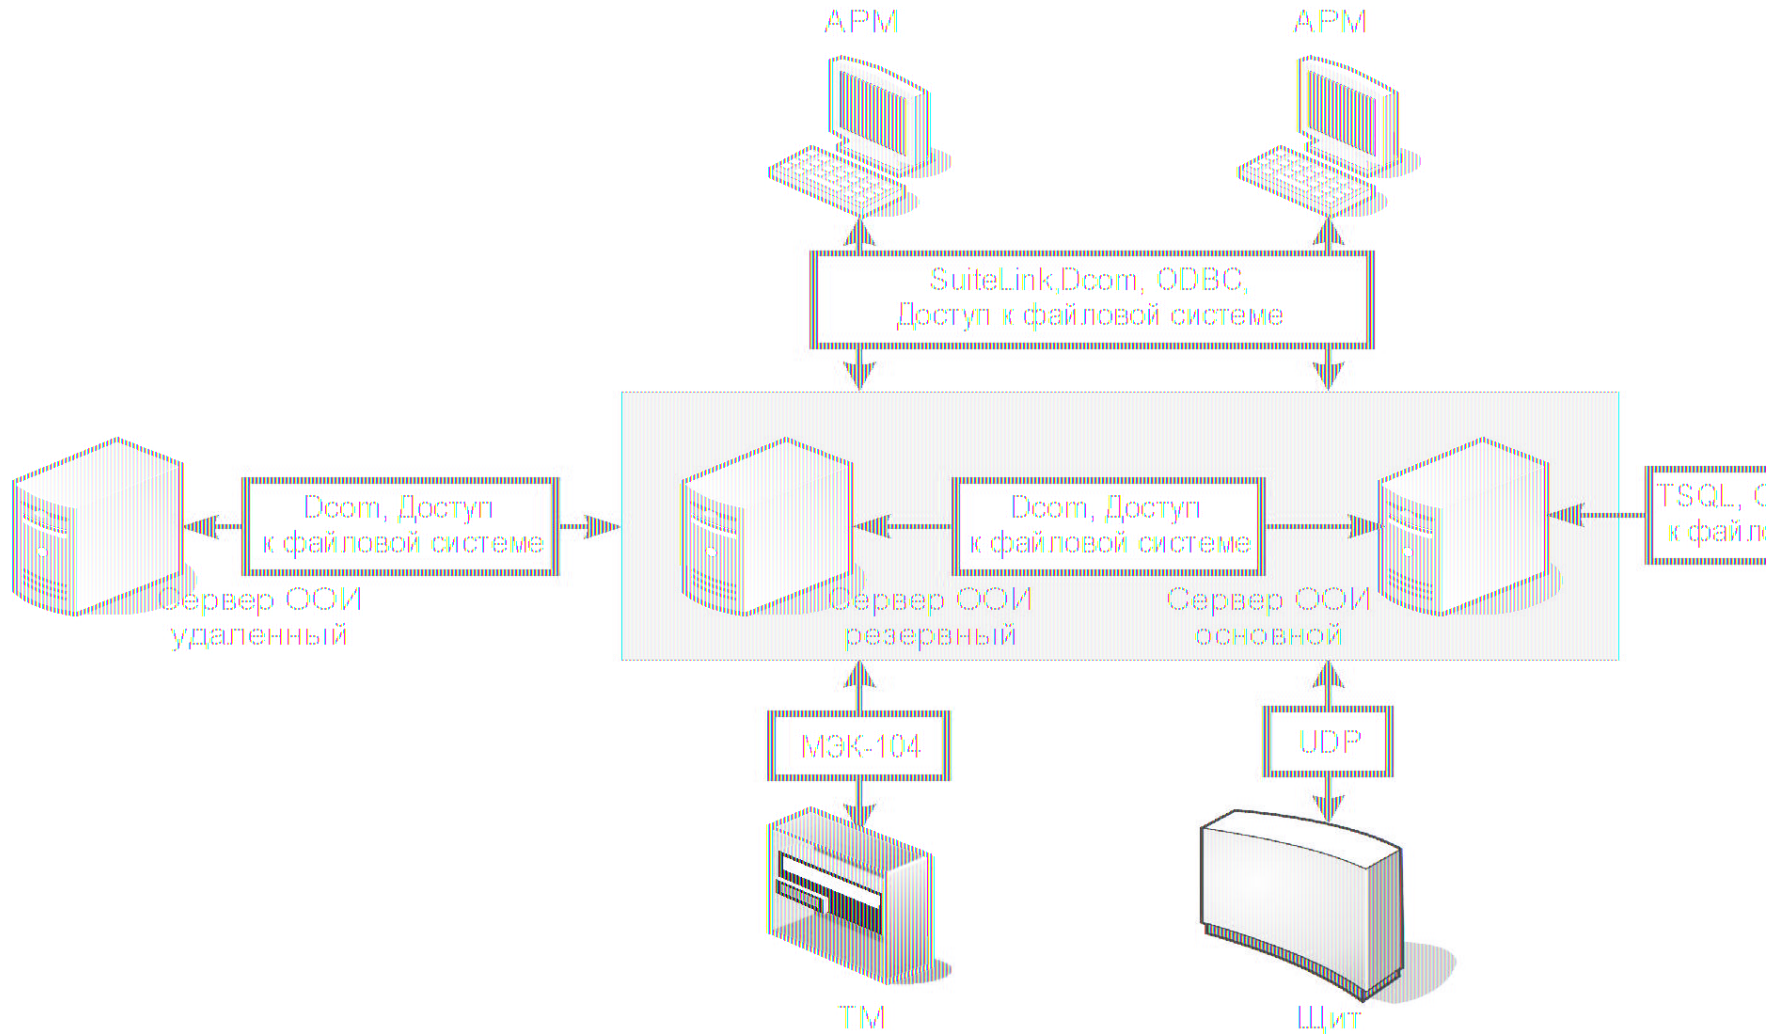 АРМ
АРМ
SuiteLink,Dcom, ODBC,
Доступ к файловой системе
Dcom, Доступ
к файловой системе
Dcom, Доступ
к файловой системе
TSQL,
к
Сервер ООИ
удаленный
Сервер ООИ
резервный
Сервер ООИ
основной
МЭК-104
UDP
ТМ
Щит